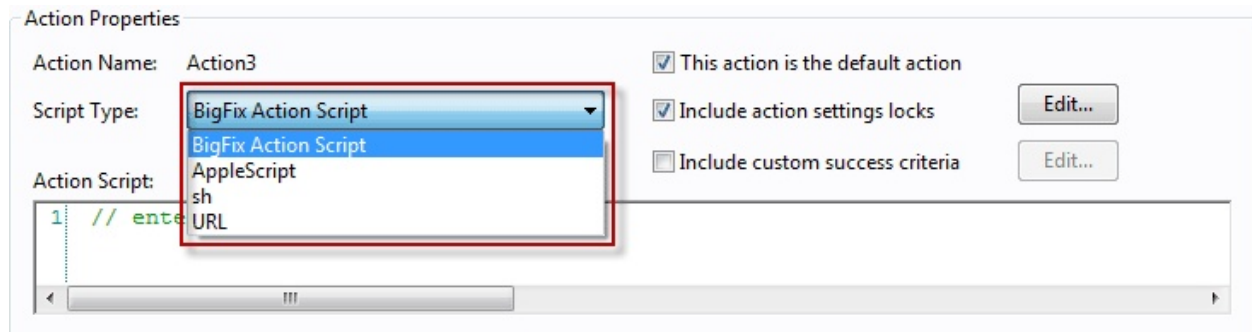 Action Properties
Action Name: Action3
This action is the default action
Script Type: BigFix Action Script
Include action settings locks Edit...
BigFix Action Script
AppleScript
sh
URL
Include custom success criteria Edit...
Action Script:
1 // ente